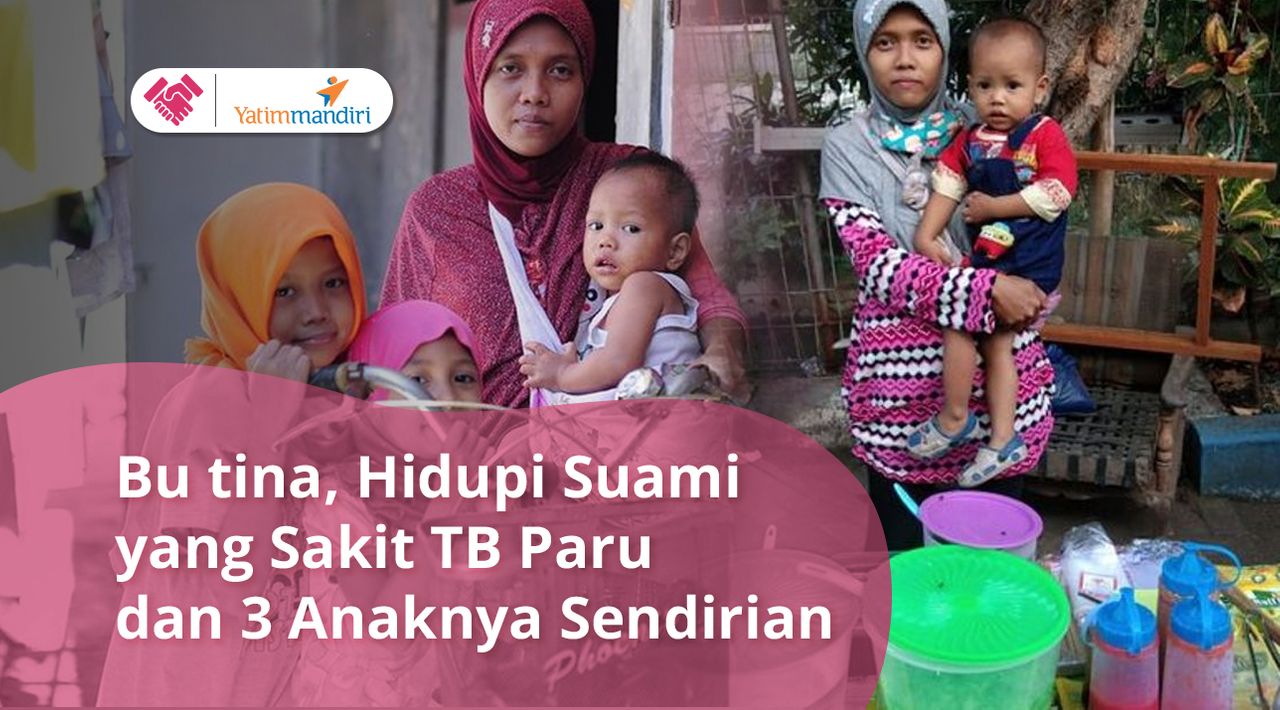 Yatimmandiri
Bu tina, Hidupi Suami
yang Sakit TB Paru
dan 3 Anaknya Sendirian